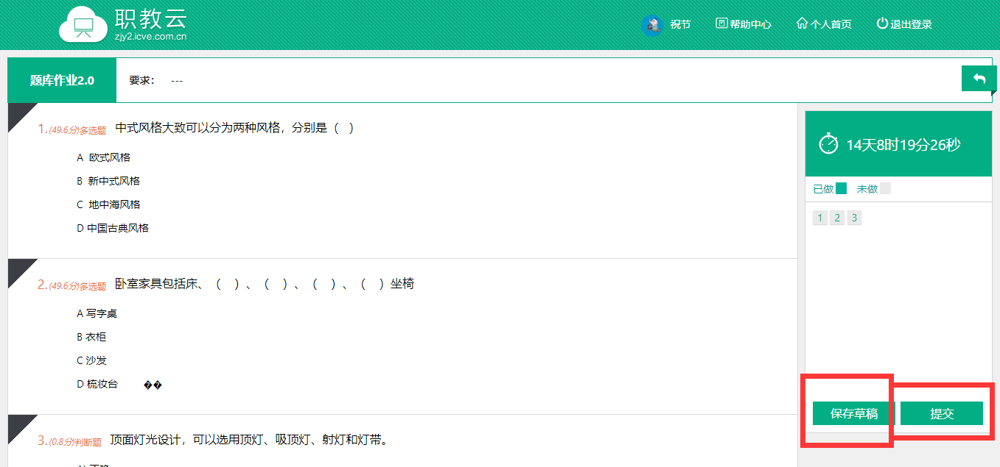 职教云
zjy2.icve.com.cn
祝节 帮助中心 个人首页 退出登录
题库作业2.0 要求： ---
1.(49.6分)多选题 中式风格大致可以分为两种风格，分别是（ ）
A 欧式风格
B 新中式风格
C 地中海风格
D 中国古典风格
2.(49.6分)多选题 卧室家具包括床、（ ）、（ ）、（ ）、（ ）坐椅
A 写字桌
B 衣柜
C 沙发
D 梳妆台 ��
3.(0.8分)判断题 顶面灯光设计，可以选用顶灯、吸顶灯、射灯和灯带。
14天8时19分26秒
已做 未做
1 2 3
保存草稿 提交